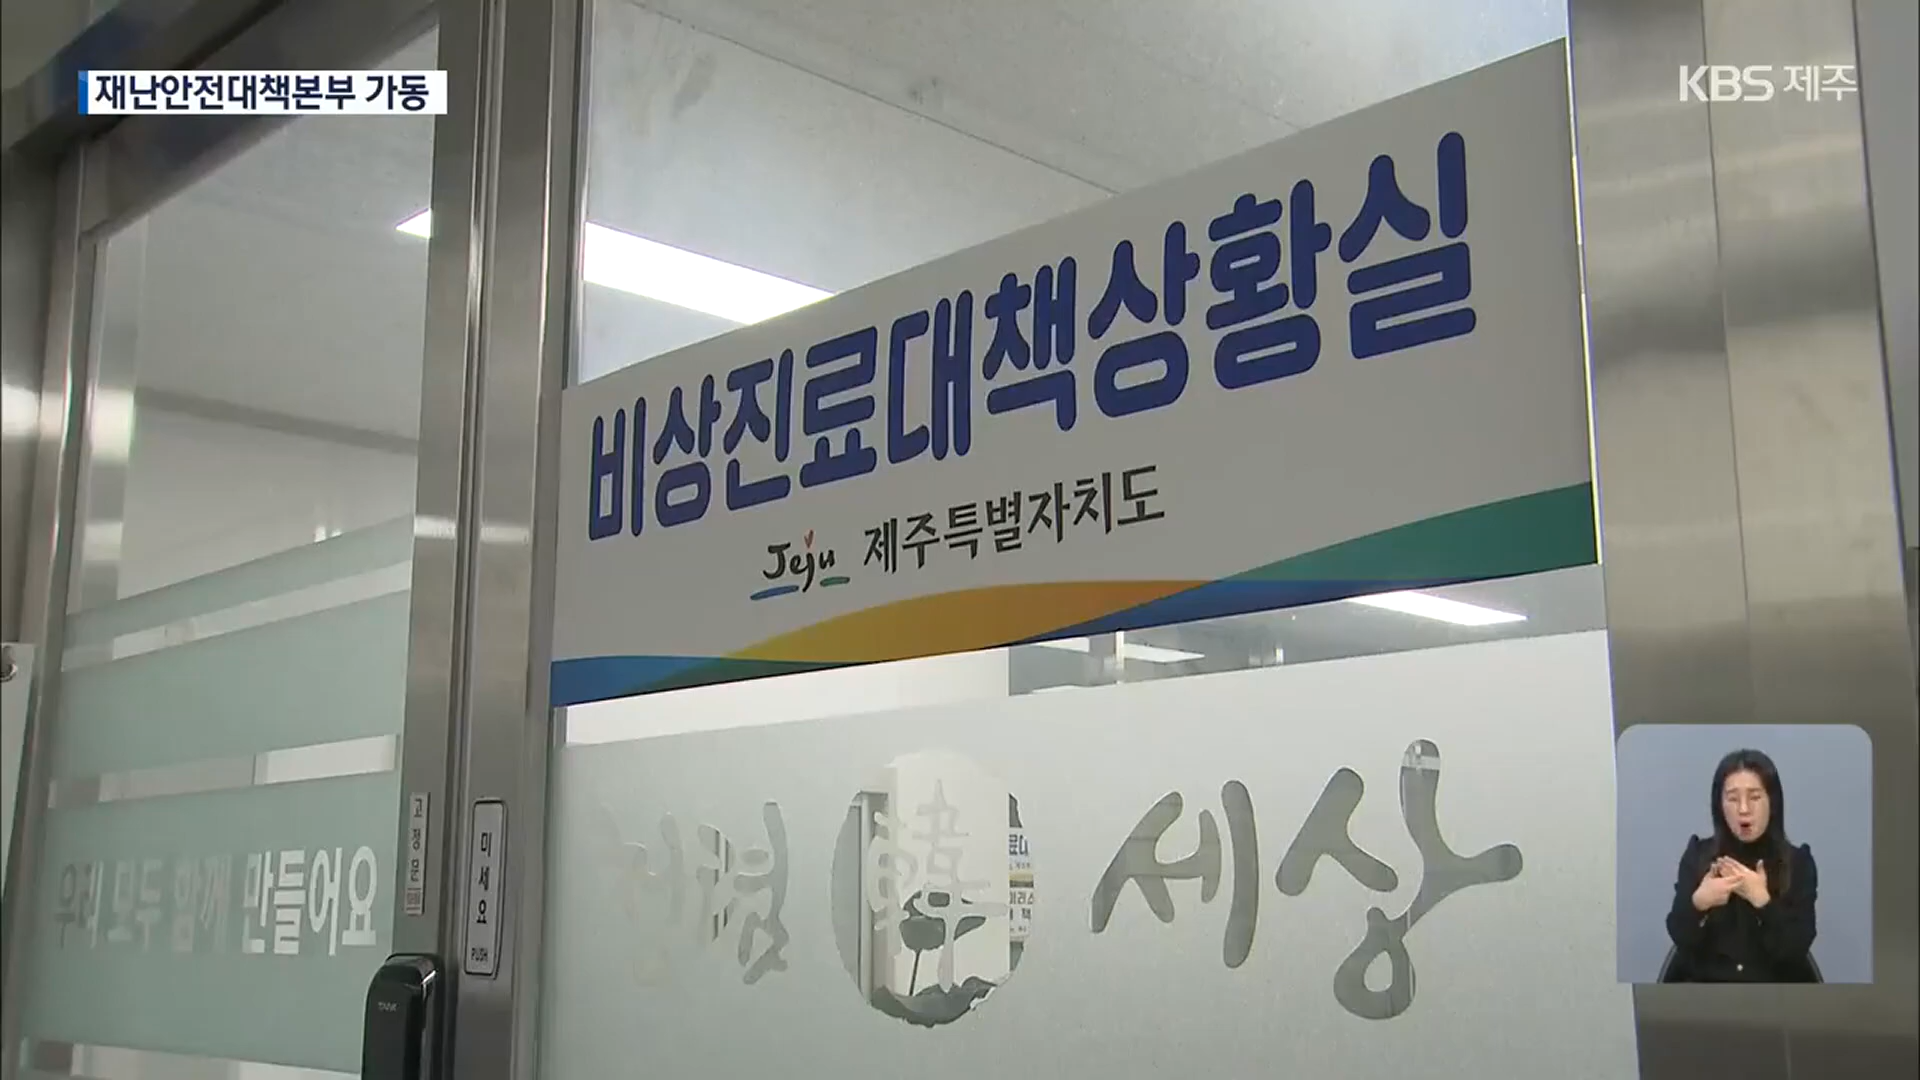 재난안전대책본부 가동
KBS 제주
비상진료대책상황실
Jeju 제주특별자치도
고정문
미세요
PUSH
韓 세상
우리 모두 함께 만들어요